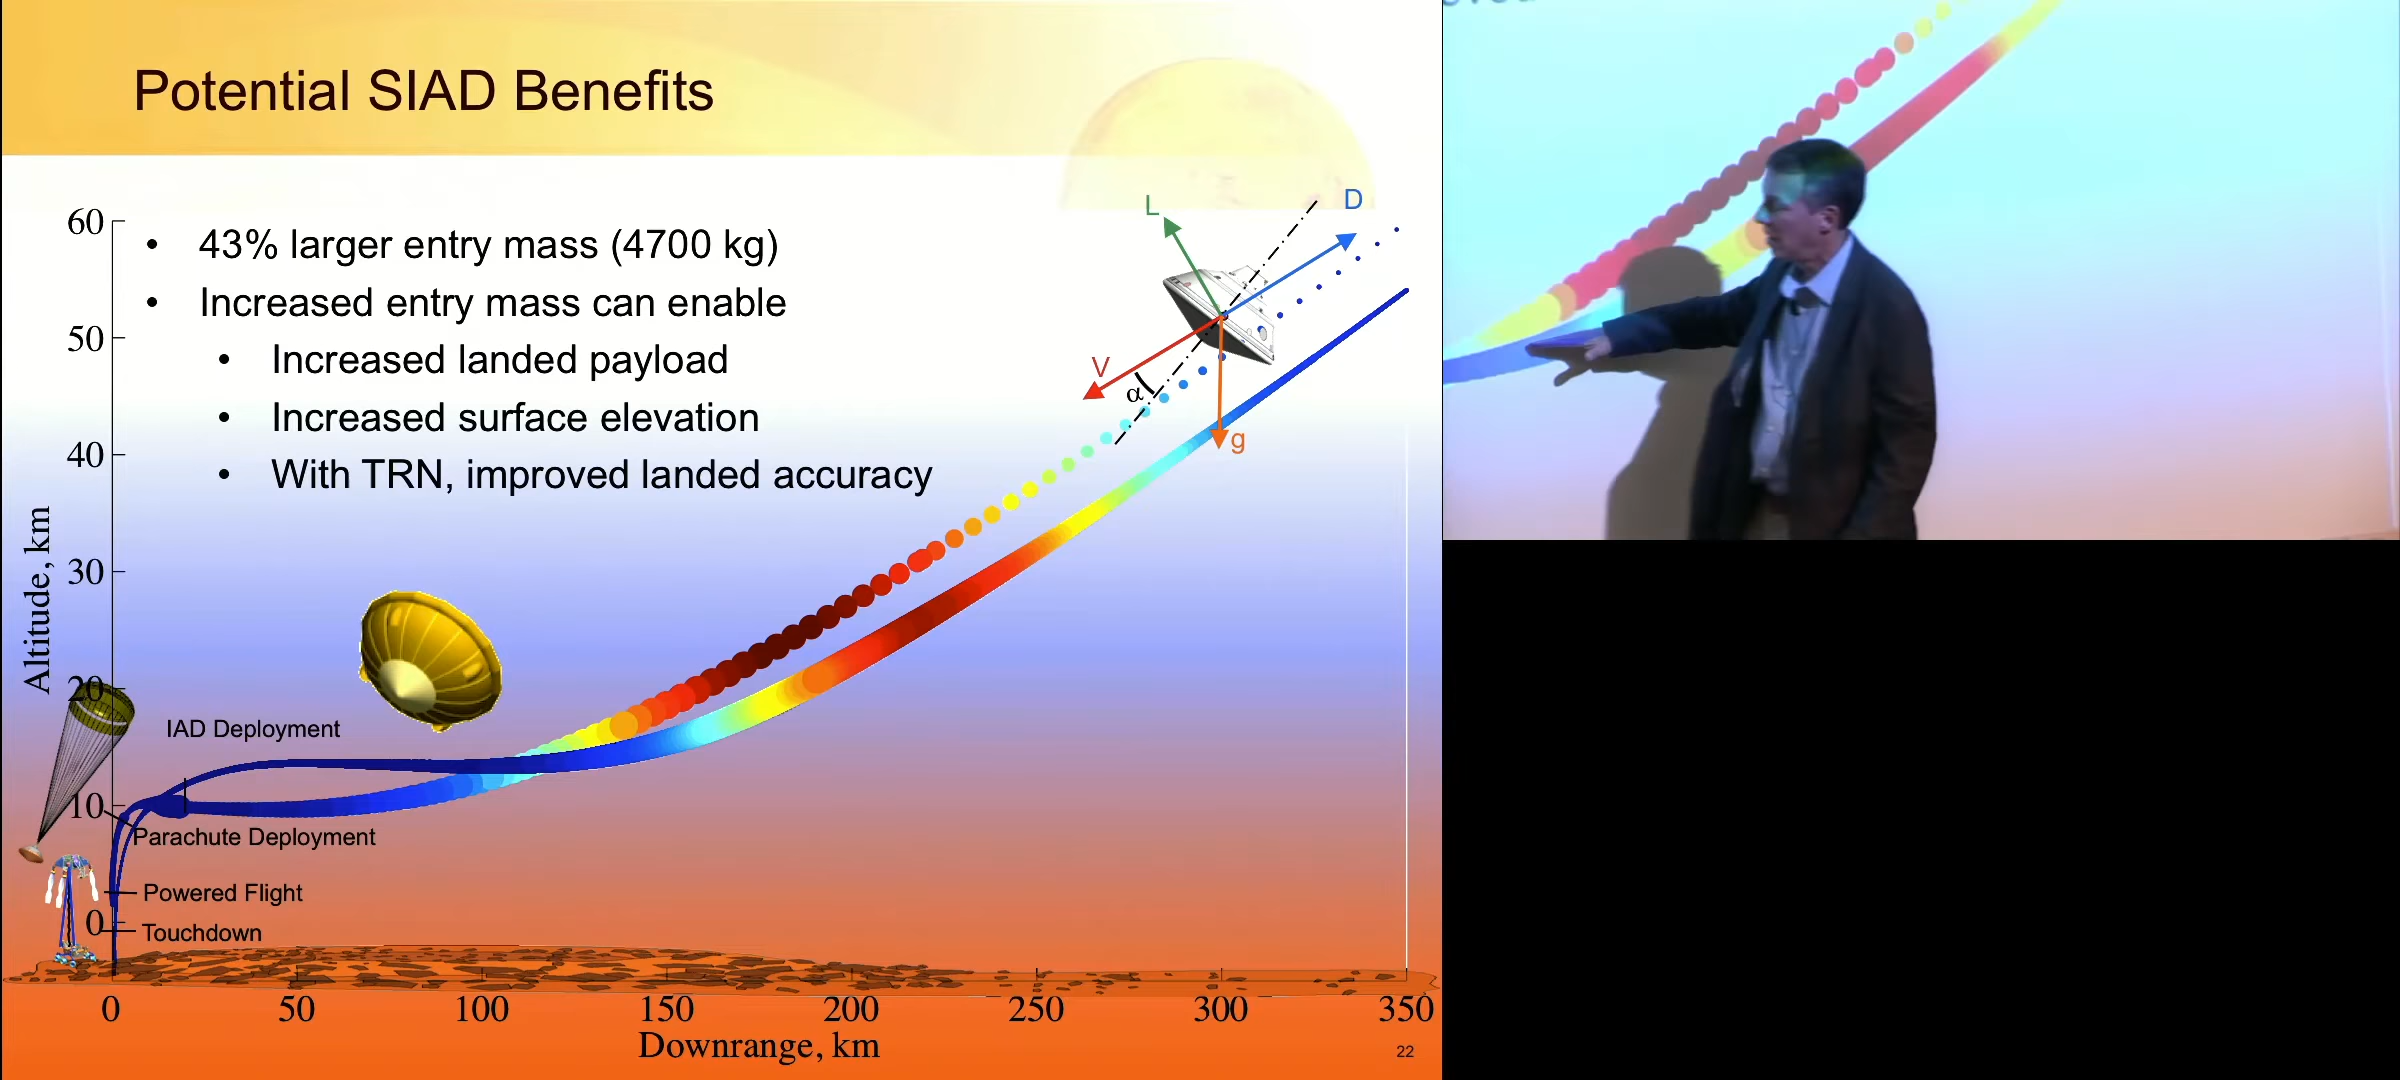 Potential SIAD Benefits
• 43% larger entry mass (4700 kg)
• Increased entry mass can enable
• Increased landed payload
• Increased surface elevation
• With TRN, improved landed accuracy
L
D
V
α
g
60
50
40
30
20
10
0
Altitude, km
IAD Deployment
Parachute Deployment
Powered Flight
Touchdown
0 50 100 150 200 250 300 350
Downrange, km
22